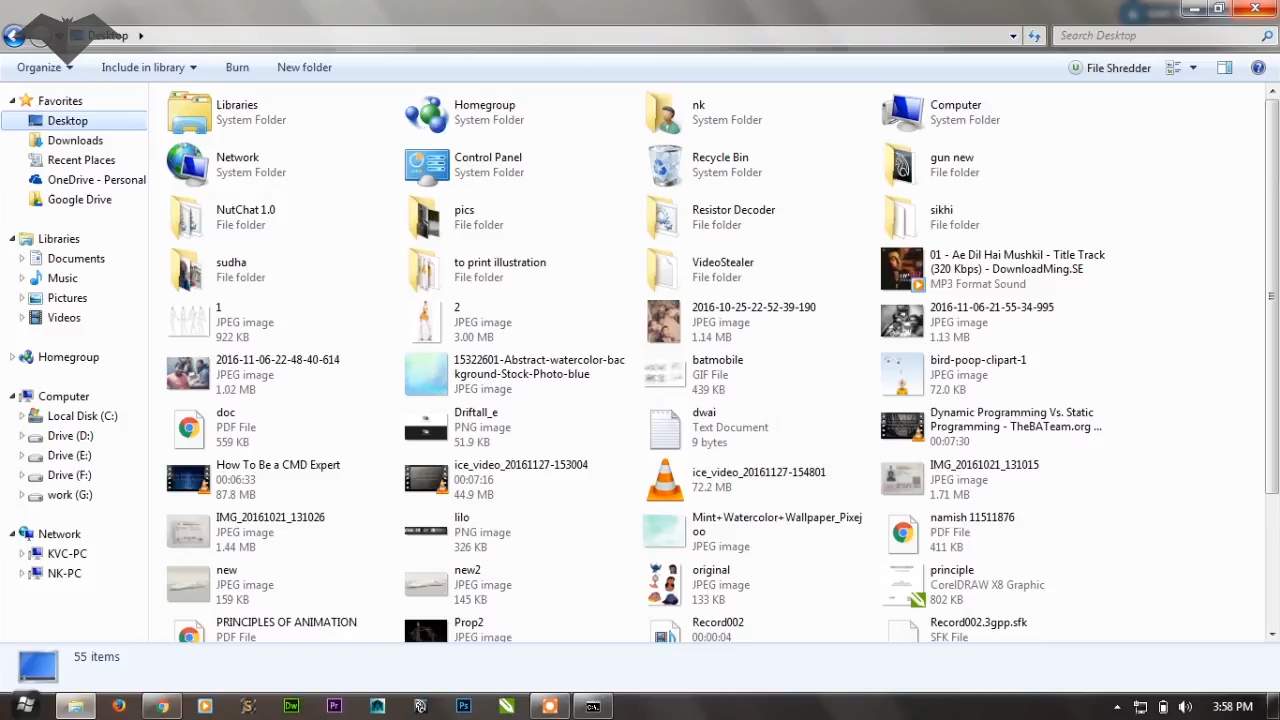 Desktop
Search Desktop
Organize
Include in library
Burn
New folder
File Shredder
Favorites
Desktop
Downloads
Recent Places
OneDrive - Personal
Google Drive
Libraries
Documents
Music
Pictures
Videos
Homegroup
Computer
Local Disk (C:)
Drive (D:)
Drive (E:)
Drive (F:)
work (G:)
Network
KVC-PC
NK-PC
Libraries
System Folder
Homegroup
System Folder
nk
System Folder
Computer
System Folder
Network
System Folder
Control Panel
System Folder
Recycle Bin
System Folder
gun new
File folder
NutChat 1.0
File folder
pics
File folder
Resistor Decoder
File folder
sikhi
File folder
sudha
File folder
to print illustration
File folder
VideoStealer
File folder
01 - Ae Dil Hai Mushkil - Title Track
(320 Kbps) - DownloadMing.SE
MP3 Format Sound
1
JPEG image
922 KB
2
JPEG image
3.00 MB
2016-10-25-22-52-39-190
JPEG image
1.14 MB
2016-11-06-21-55-34-995
JPEG image
1.13 MB
2016-11-06-22-48-40-614
JPEG image
1.02 MB
15322601-Abstract-watercolor-bac
kground-Stock-Photo-blue
JPEG image
batmobile
GIF File
439 KB
bird-poop-clipart-1
JPEG image
72.0 KB
doc
PDF File
559 KB
Driftall_e
PNG image
51.9 KB
dwai
Text Document
9 bytes
Dynamic Programming Vs. Static
Programming - TheBATeam.org ...
00:07:30
How To Be a CMD Expert
00:06:33
87.8 MB
ice_video_20161127-153004
00:07:16
44.9 MB
ice_video_20161127-154801
72.2 MB
IMG_20161021_131015
JPEG image
1.71 MB
IMG_20161021_131026
JPEG image
1.44 MB
lilo
PNG image
326 KB
Mint+Watercolor+Wallpaper_Pixej
oo
JPEG image
namish 11511876
PDF File
411 KB
new
JPEG image
159 KB
new2
JPEG image
145 KB
original
JPEG image
133 KB
principle
CorelDRAW X8 Graphic
802 KB
PRINCIPLES OF ANIMATION
PDF File
Prop2
JPEG image
Record002
00:00:04
Record002.3gpp.sfk
SFK File
55 items
Dw
Pr
Ps
3:58 PM